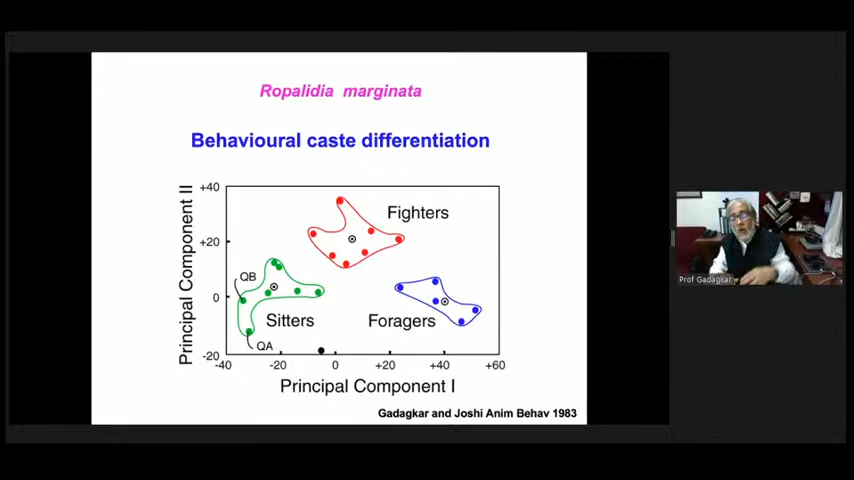 Ropalidia marginata
Behavioural caste differentiation
Principal Component II
+40
+20
0
-20
Fighters
QB
Sitters
QA
Foragers
-40
-20
0
+20
+40
+60
Principal Component I
Gadagkar and Joshi Anim Behav 1983
Prof Gadagkar